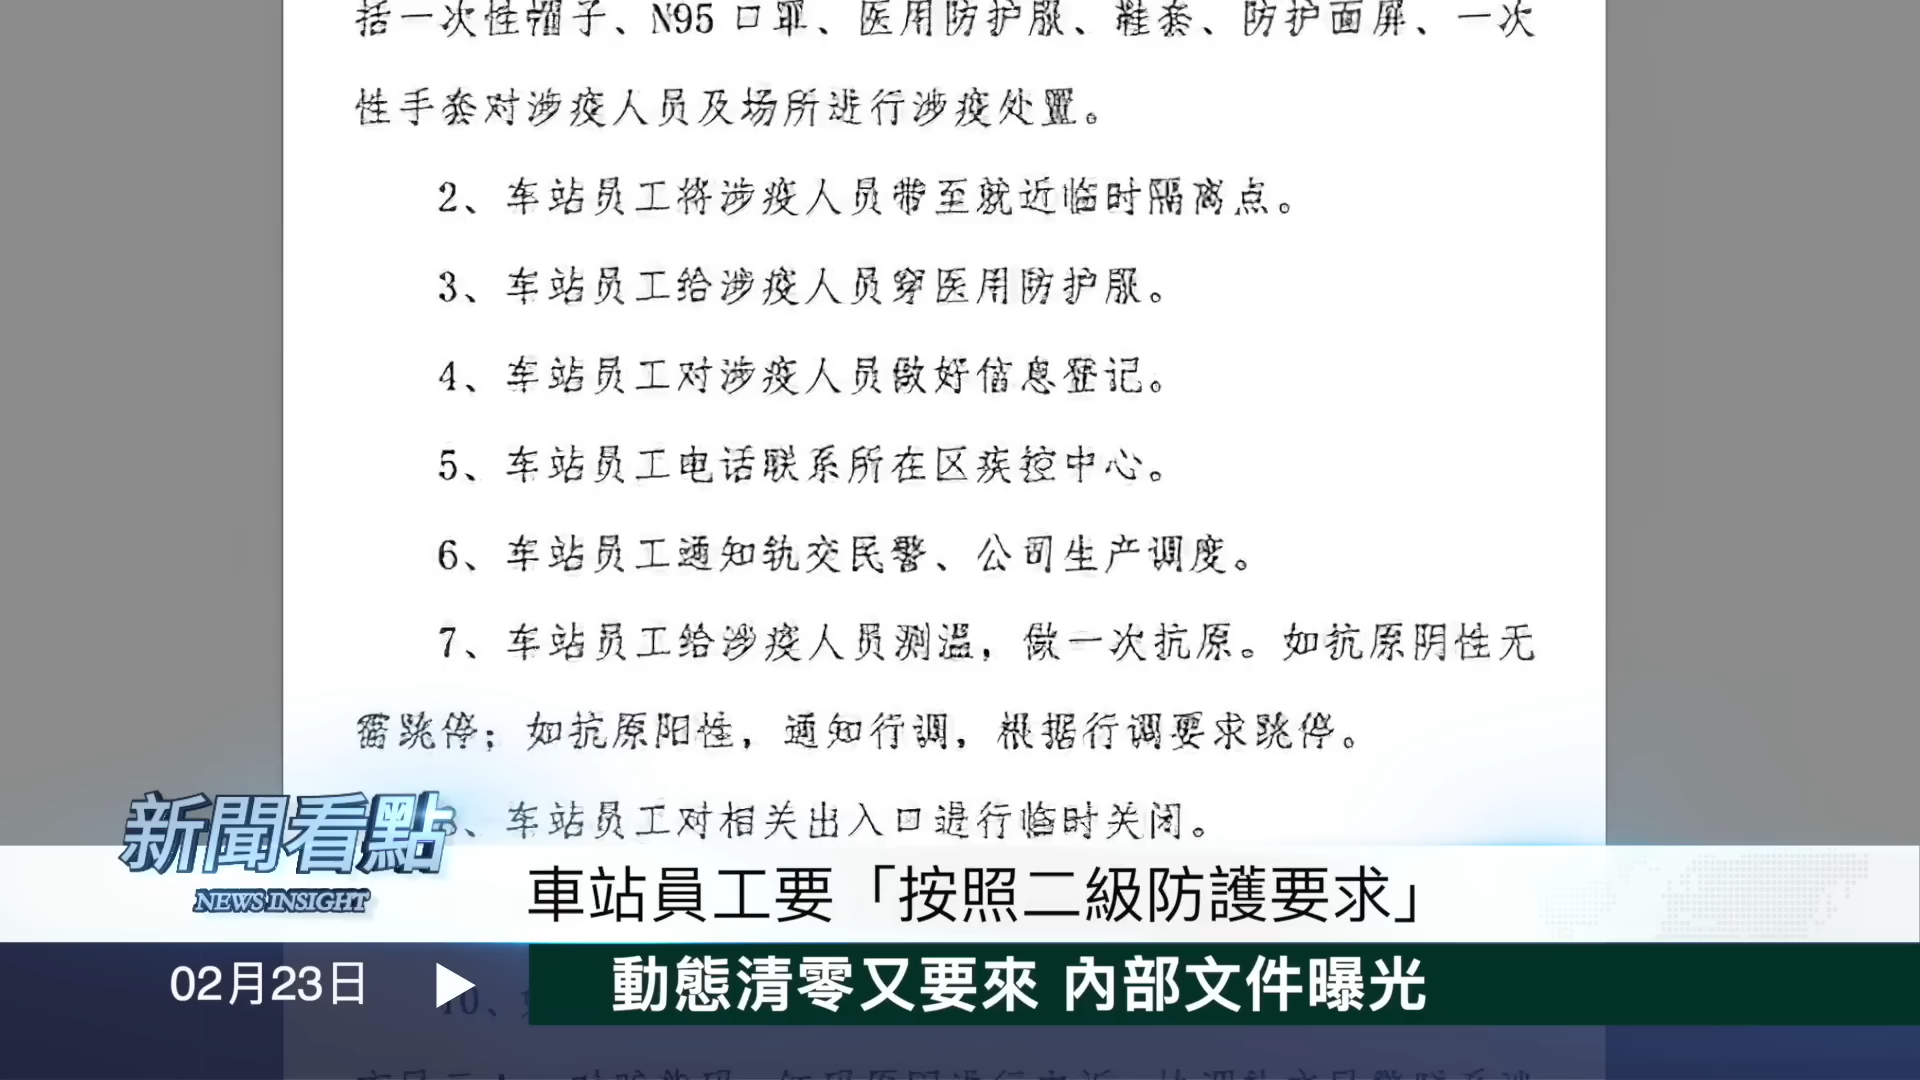 括一次性帽子、N95口罩、医用防护服、鞋套、防护面屏、一次
性手套对涉疫人员及场所进行涉疫处置。
2、车站员工将涉疫人员带至就近临时隔离点。
3、车站员工给涉疫人员穿医用防护服。
4、车站员工对涉疫人员做好信息登记。
5、车站员工电话联系所在区疾控中心。
6、车站员工通知轨交民警、公司生产调度。
7、车站员工给涉疫人员测温，做一次抗原。如抗原阴性无
需跳停；如抗原阳性，通知行调，根据行调要求跳停。
8、车站员工对相关出入口进行临时关闭。
新聞看點
NEWS INSIGHT
車站員工要「按照二級防護要求」
02月23日
動態清零又要來 內部文件曝光
10、